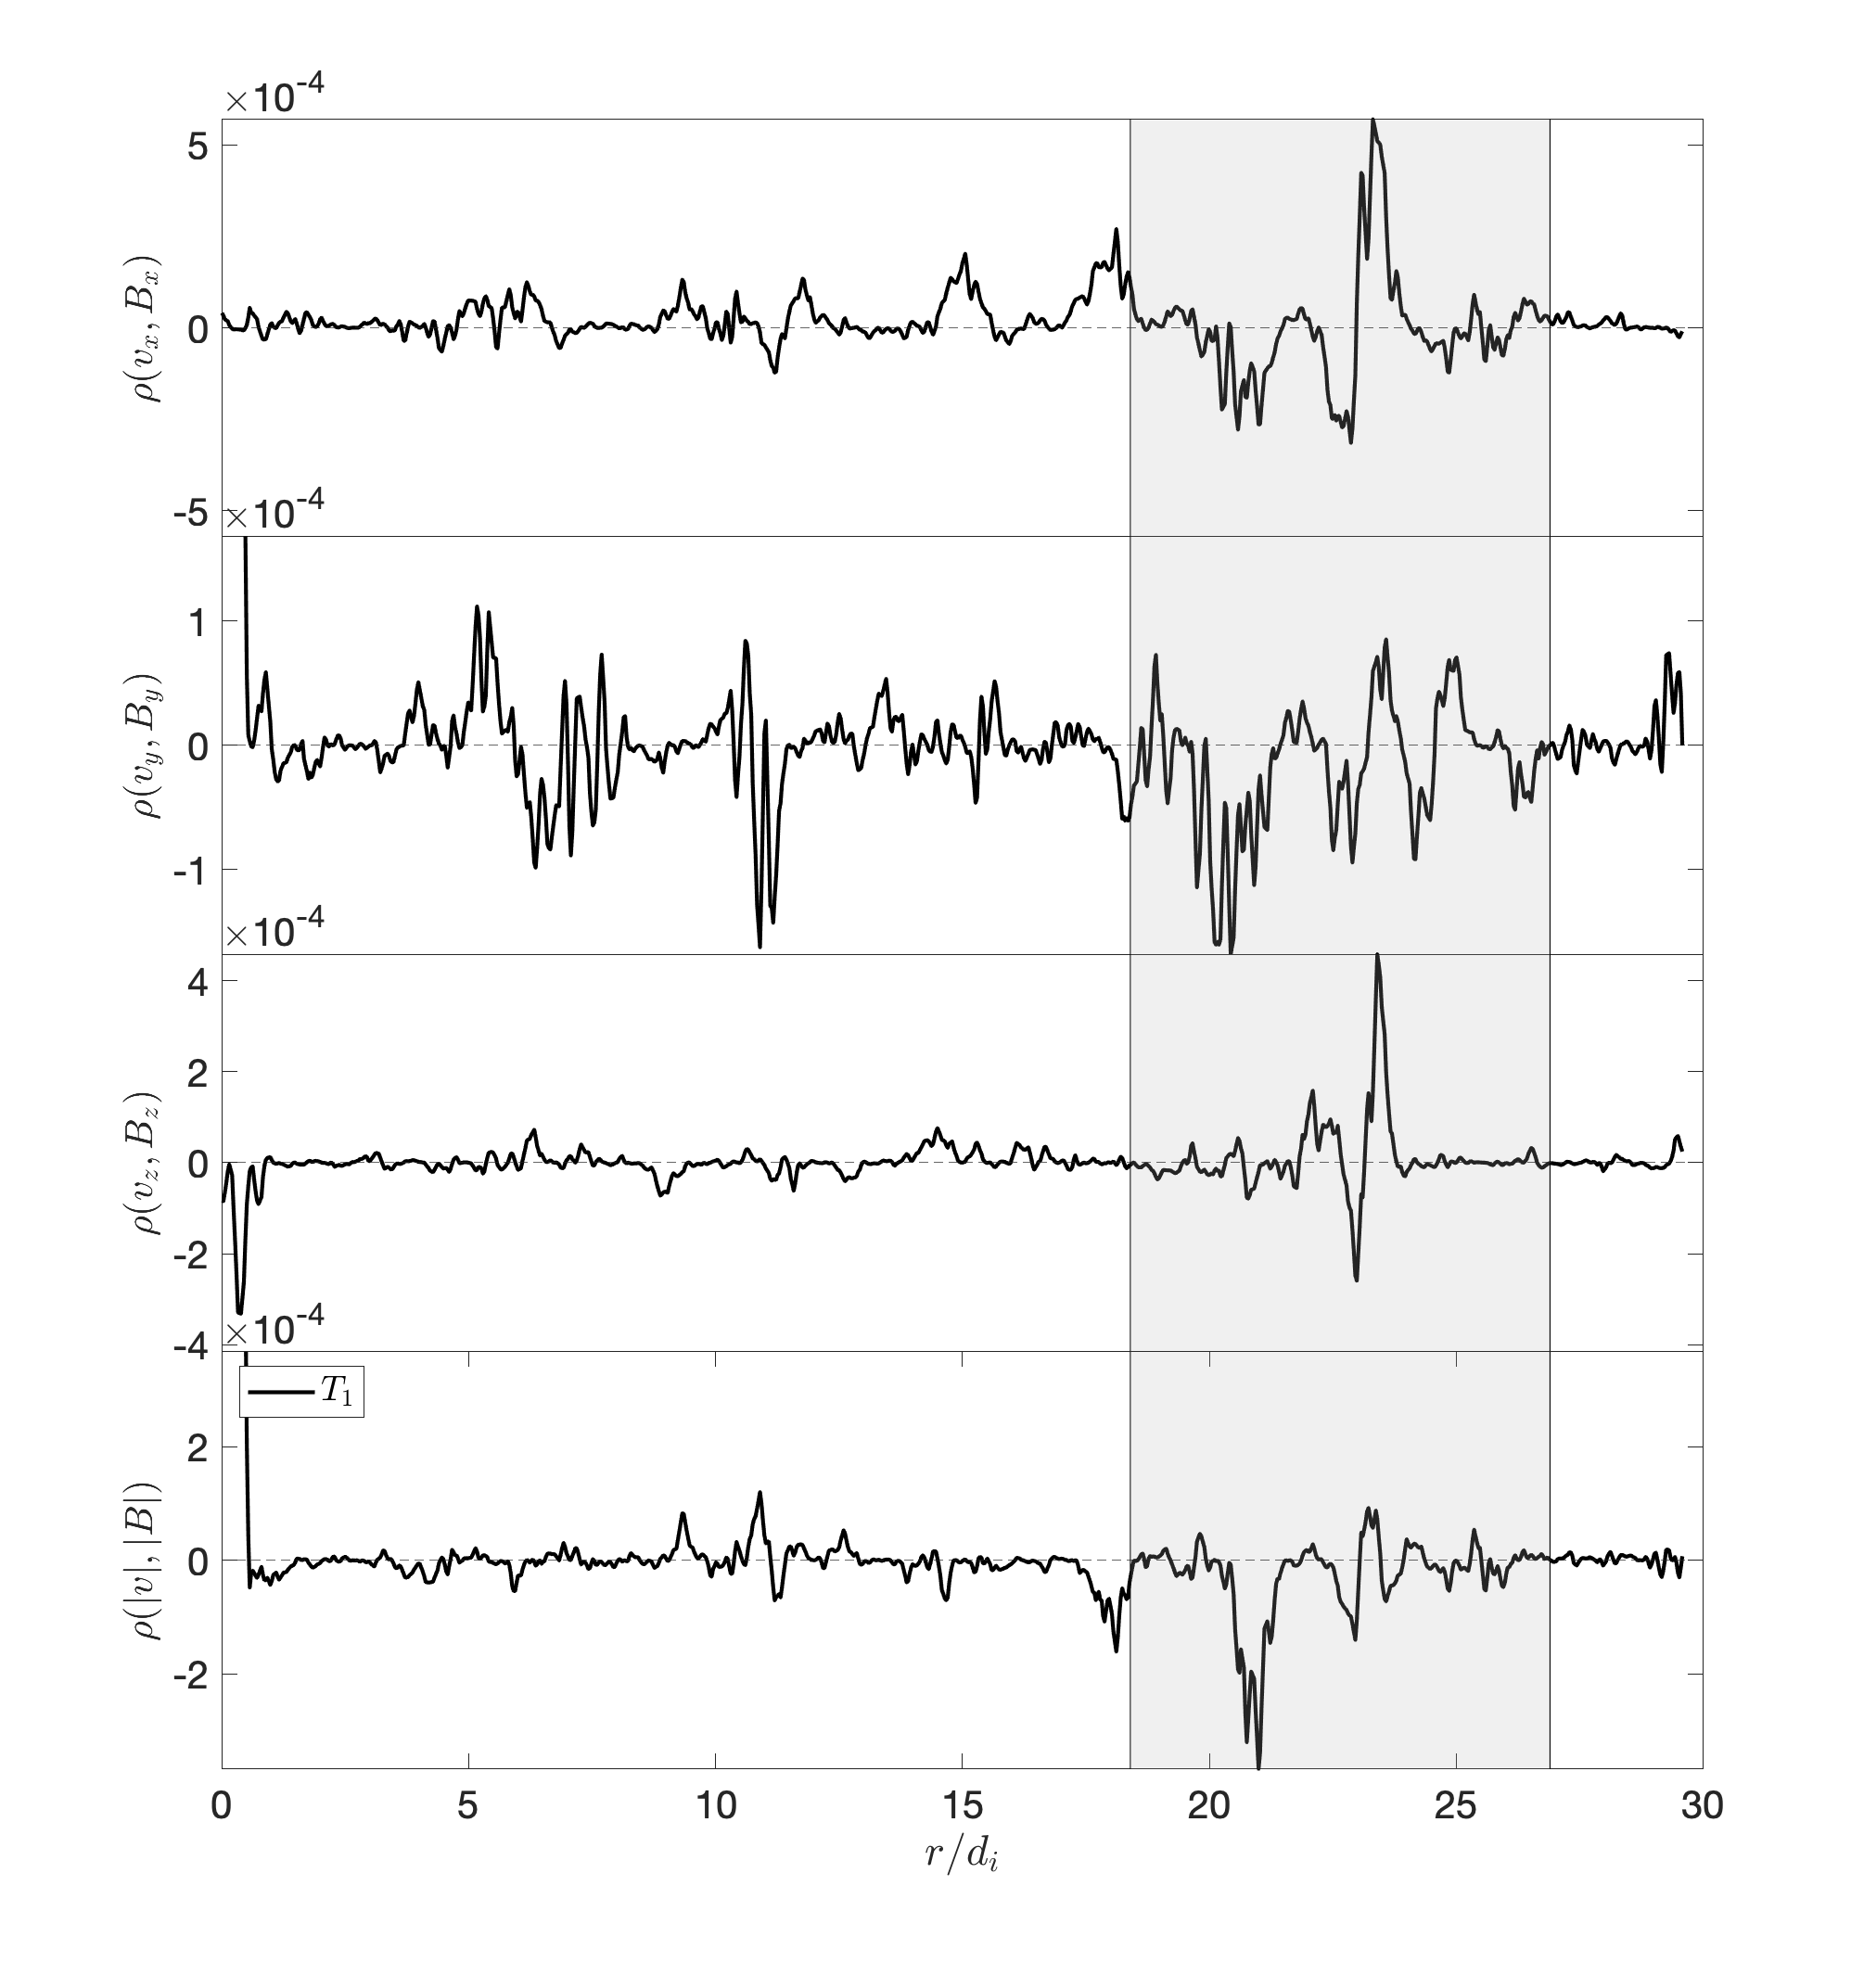 ×10⁻⁴
5
0
-5
ρ(v_x, B_x)
×10⁻⁴
1
0
-1
ρ(v_y, B_y)
×10⁻⁴
4
2
0
-2
-4
ρ(v_z, B_z)
×10⁻⁴
T₁
2
0
-2
ρ(|v|, |B|)
0 5 10 15 20 25 30
r/d_i